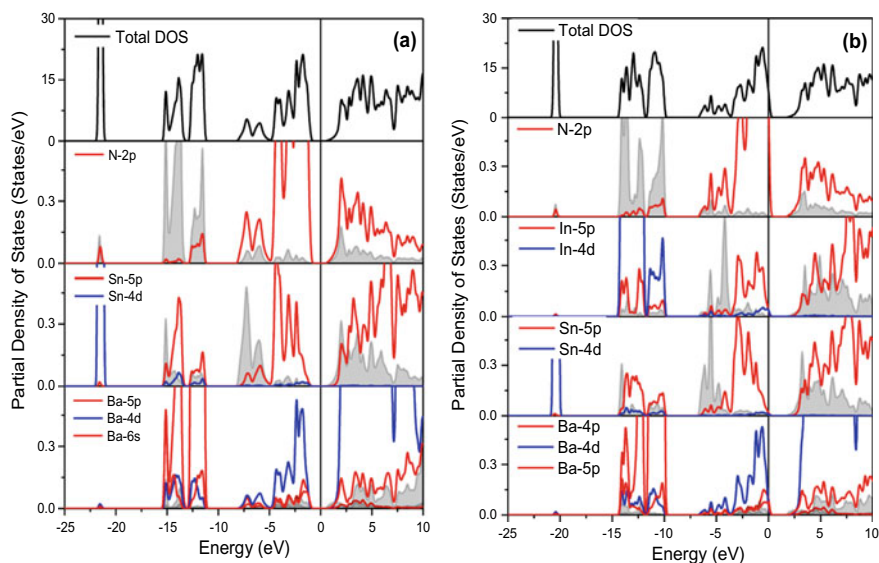 (a)
Total DOS
30
15
0
N-2p
0.3
0.0
Sn-5p
Sn-4d
0.3
0.0
Ba-5p
Ba-4d
Ba-6s
0.3
0.0
-25 -20 -15 -10 -5 0 5 10
Energy (eV)
Partial Density of States (States/eV)
(b)
Total DOS
30
15
0
N-2p
0.3
0.0
In-5p
In-4d
0.3
0.0
Sn-5p
Sn-4d
0.3
0.0
Ba-4p
Ba-4d
Ba-5p
0.3
0.0
-25 -20 -15 -10 -5 0 5 10
Energy (eV)
Partial Density of States (States/eV)